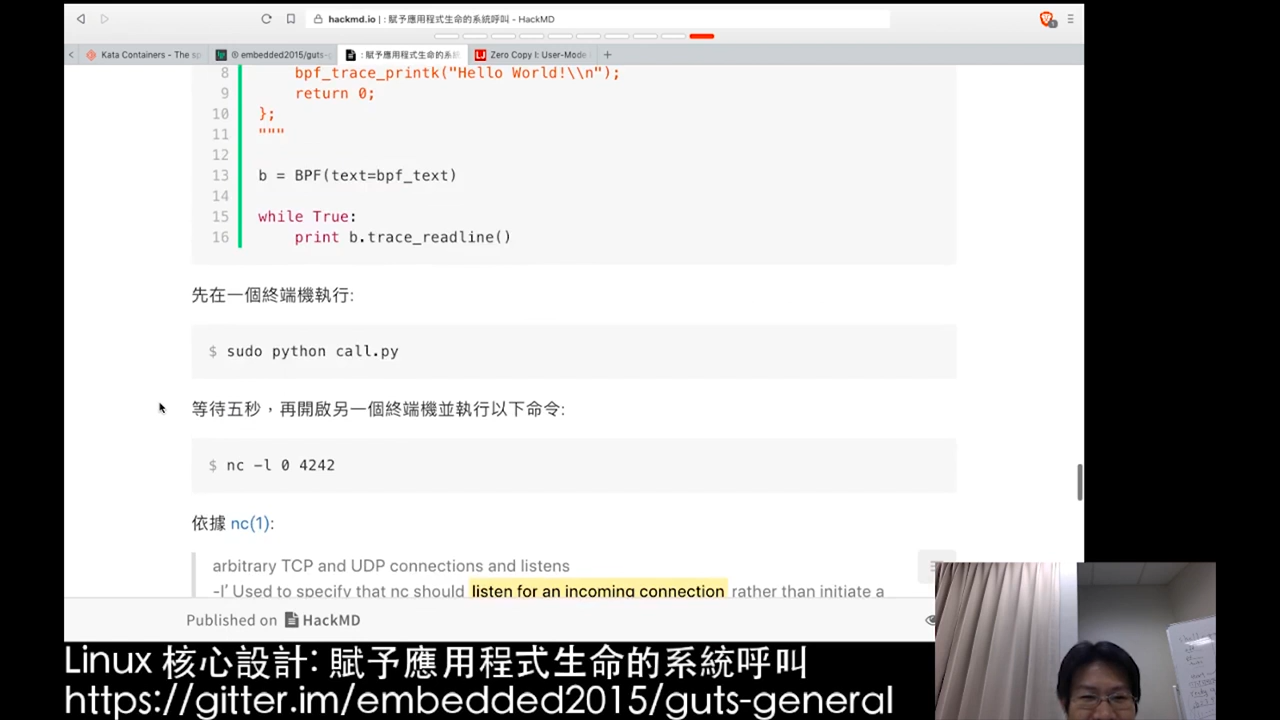 hackmd.io | : 賦予應用程式生命的系統呼叫 - HackMD
Kata Containers - The sp
embedded2015/guts-
: 賦予應用程式生命的系統
Zero Copy I: User-Mode
8 bpf_trace_printk("Hello World!\\n");
9 return 0;
10 };
11 """
12
13 b = BPF(text=bpf_text)
14
15 while True:
16 print b.trace_readline()
先在一個終端機執行:
$ sudo python call.py
等待五秒，再開啟另一個終端機並執行以下命令:
$ nc -l 0 4242
依據 nc(1):
arbitrary TCP and UDP connections and listens
-l’ Used to specify that nc should listen for an incoming connection rather than initiate a
Published on HackMD
Linux 核心設計: 賦予應用程式生命的系統呼叫
https://gitter.im/embedded2015/guts-general